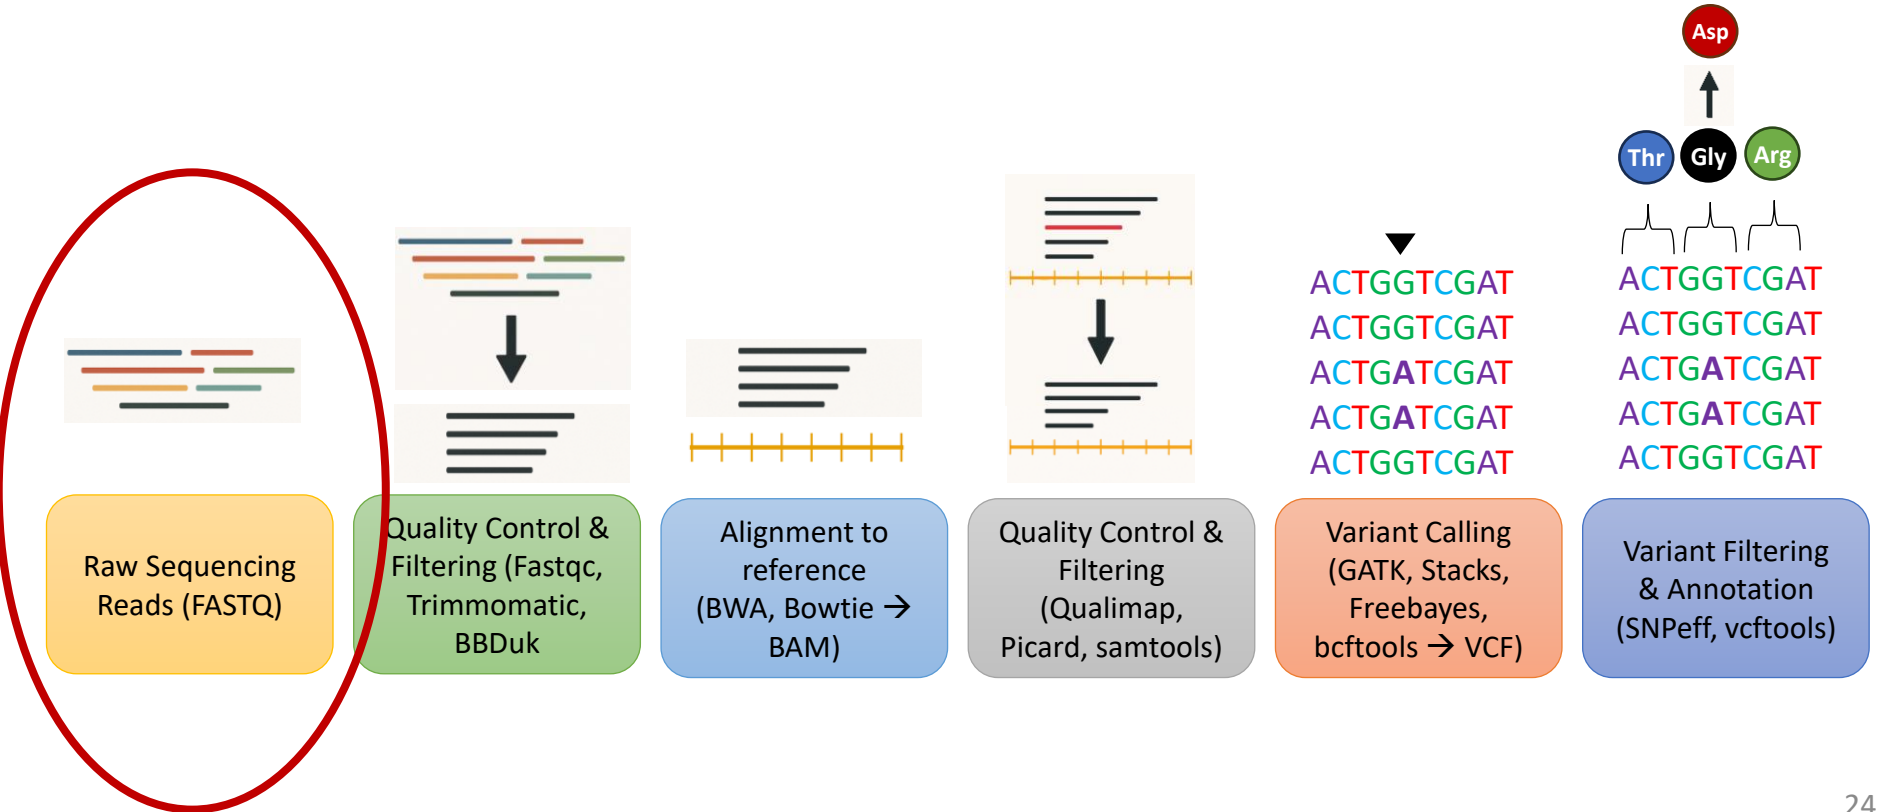 Asp
Thr Gly Arg
ACTGGTCGAT
ACTGGTCGAT
ACTGATCGAT
ACTGATCGAT
ACTGGTCGAT
ACTGGTCGAT
ACTGGTCGAT
ACTGATCGAT
ACTGATCGAT
ACTGGTCGAT
Raw Sequencing
Reads (FASTQ)
Quality Control &
Filtering (Fastqc,
Trimmomatic,
BBDuk
Alignment to
reference
(BWA, Bowtie →
BAM)
Quality Control &
Filtering
(Qualimap,
Picard, samtools)
Variant Calling
(GATK, Stacks,
Freebayes,
bcftools → VCF)
Variant Filtering
& Annotation
(SNPeff, vcftools)
24